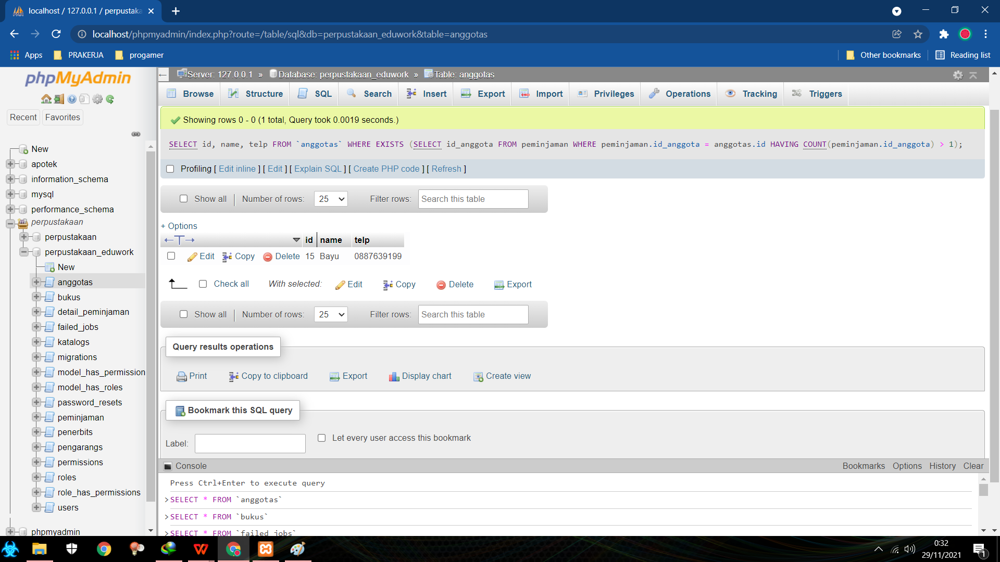 localhost / 127.0.0.1 / perpustaka
localhost/phpmyadmin/index.php?route=/table/sql&db=perpustakaan_eduwork&table=anggotas
Apps PRAKERJA progamer Other bookmarks Reading list
phpMyAdmin
Recent Favorites
New
apotek
information_schema
mysql
performance_schema
perpustakaan
perpustakaan
perpustakaan_eduwork
New
anggotas
bukus
detail_peminjaman
failed_jobs
katalogs
migrations
model_has_permission
model_has_roles
password_resets
peminjaman
penerbits
pengarangs
permissions
roles
role_has_permissions
users
phpmyadmin
Server: 127.0.0.1 » Database: perpustakaan_eduwork » Table: anggotas
Browse Structure SQL Search Insert Export Import Privileges Operations Tracking Triggers
Showing rows 0 - 0 (1 total, Query took 0.0019 seconds.)
SELECT id, name, telp FROM `anggotas` WHERE EXISTS (SELECT id_anggota FROM peminjaman WHERE peminjaman.id_anggota = anggotas.id HAVING COUNT(peminjaman.id_anggota) > 1);
Profiling [ Edit inline ] [ Edit ] [ Explain SQL ] [ Create PHP code ] [ Refresh ]
Show all Number of rows: 25 Filter rows: Search this table
+ Options
id name telp
Edit Copy Delete 15 Bayu 0887639199
Check all With selected: Edit Copy Delete Export
Show all Number of rows: 25 Filter rows: Search this table
Query results operations
Print Copy to clipboard Export Display chart Create view
Bookmark this SQL query
Label: Let every user access this bookmark
Console Bookmarks Options History Clear
Press Ctrl+Enter to execute query
>SELECT * FROM `anggotas`
>SELECT * FROM `bukus`
>SELECT * FROM `failed_jobs`
0:32
29/11/2021
1